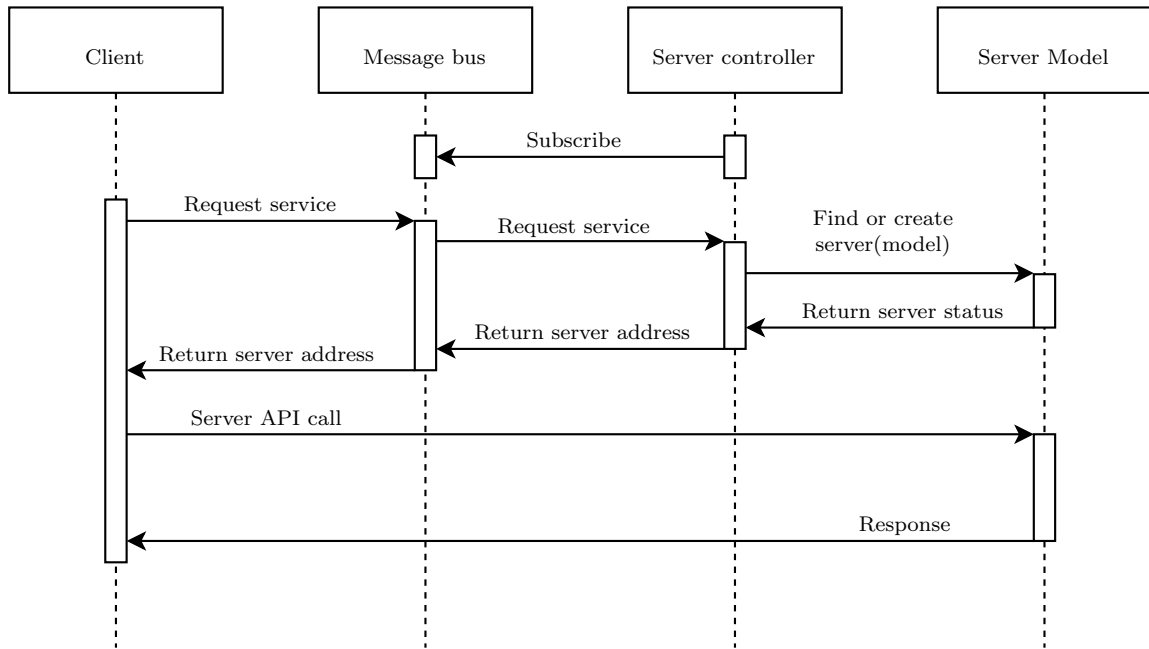 Client
Message bus
Server controller
Server Model
Subscribe
Request service
Request service
Find or create
server(model)
Return server status
Return server address
Return server address
Server API call
Response